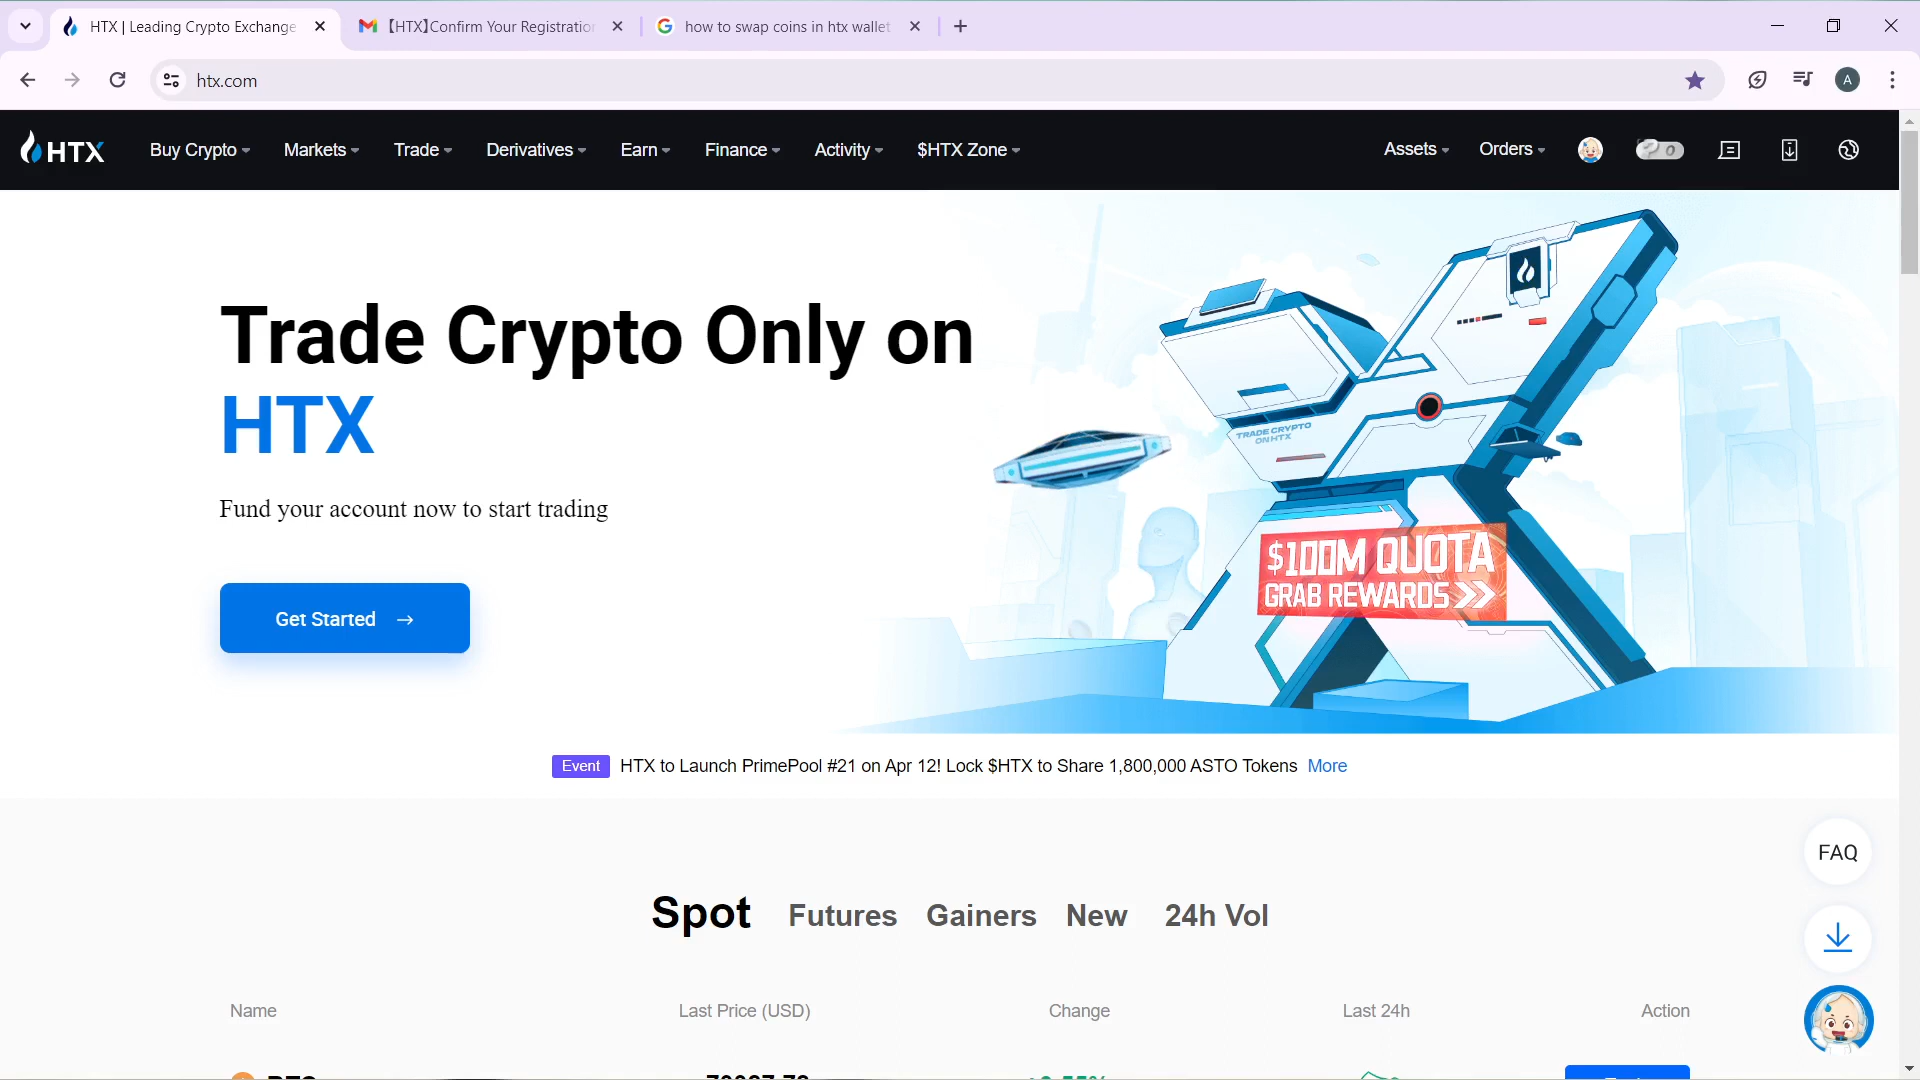 HTX | Leading Crypto Exchange
【HTX】Confirm Your Registration
how to swap coins in htx wallet
htx.com
A
HTX
Buy Crypto
Markets
Trade
Derivatives
Earn
Finance
Activity
$HTX Zone
Assets
Orders
0
Trade Crypto Only on
HTX
Fund your account now to start trading
Get Started →
TRADE CRYPTO
ON HTX
$100M QUOTA
GRAB REWARDS
Event HTX to Launch PrimePool #21 on Apr 12! Lock $HTX to Share 1,800,000 ASTO Tokens More
FAQ
Spot Futures Gainers New 24h Vol
Name Last Price (USD) Change Last 24h Action